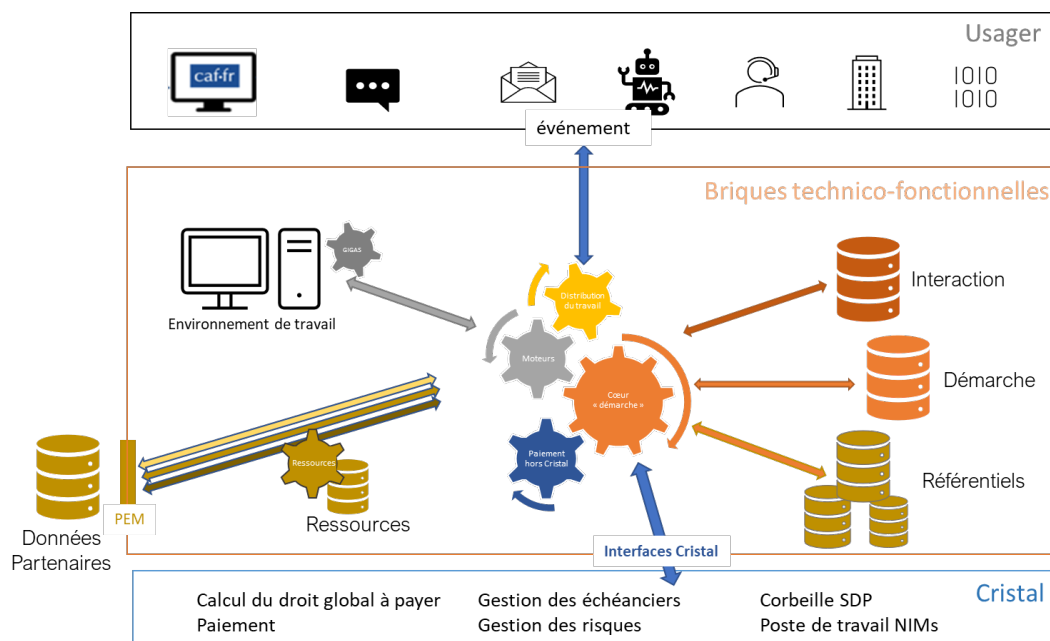 Usager
caf·fr
1010
1010
événement
Briques technico-fonctionnelles
GIGAS
Environnement de travail
Distribution
du travail
Moteurs
Cœur
« démarche »
Paiement
hors Cristal
Interaction
Démarche
Référentiels
Ressources
Ressources
PEM
Données
Partenaires
Interfaces Cristal
Cristal
Calcul du droit global à payer
Paiement
Gestion des échéanciers
Gestion des risques
Corbeille SDP
Poste de travail NIMs